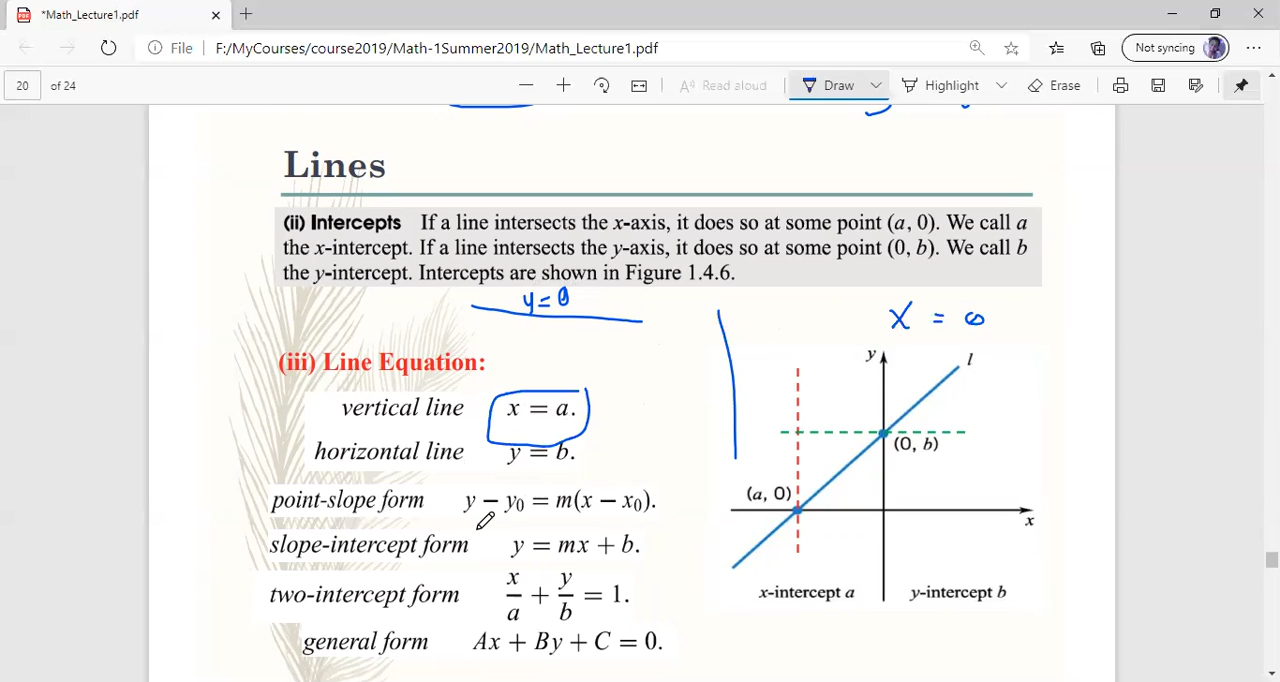 *Math_Lecture1.pdf
File F:/MyCourses/course2019/Math-1Summer2019/Math_Lecture1.pdf Not syncing
20 of 24 Read aloud Draw Highlight Erase
Lines
(ii) Intercepts If a line intersects the x-axis, it does so at some point (a, 0). We call a
the x-intercept. If a line intersects the y-axis, it does so at some point (0, b). We call b
the y-intercept. Intercepts are shown in Figure 1.4.6.
y = 0
x = ∞
(iii) Line Equation:
vertical line x = a.
horizontal line y = b.
point-slope form y − y₀ = m(x − x₀).
slope-intercept form y = mx + b.
two-intercept form x/a + y/b = 1.
general form Ax + By + C = 0.
y
l
(0, b)
(a, 0)
x
x-intercept a y-intercept b